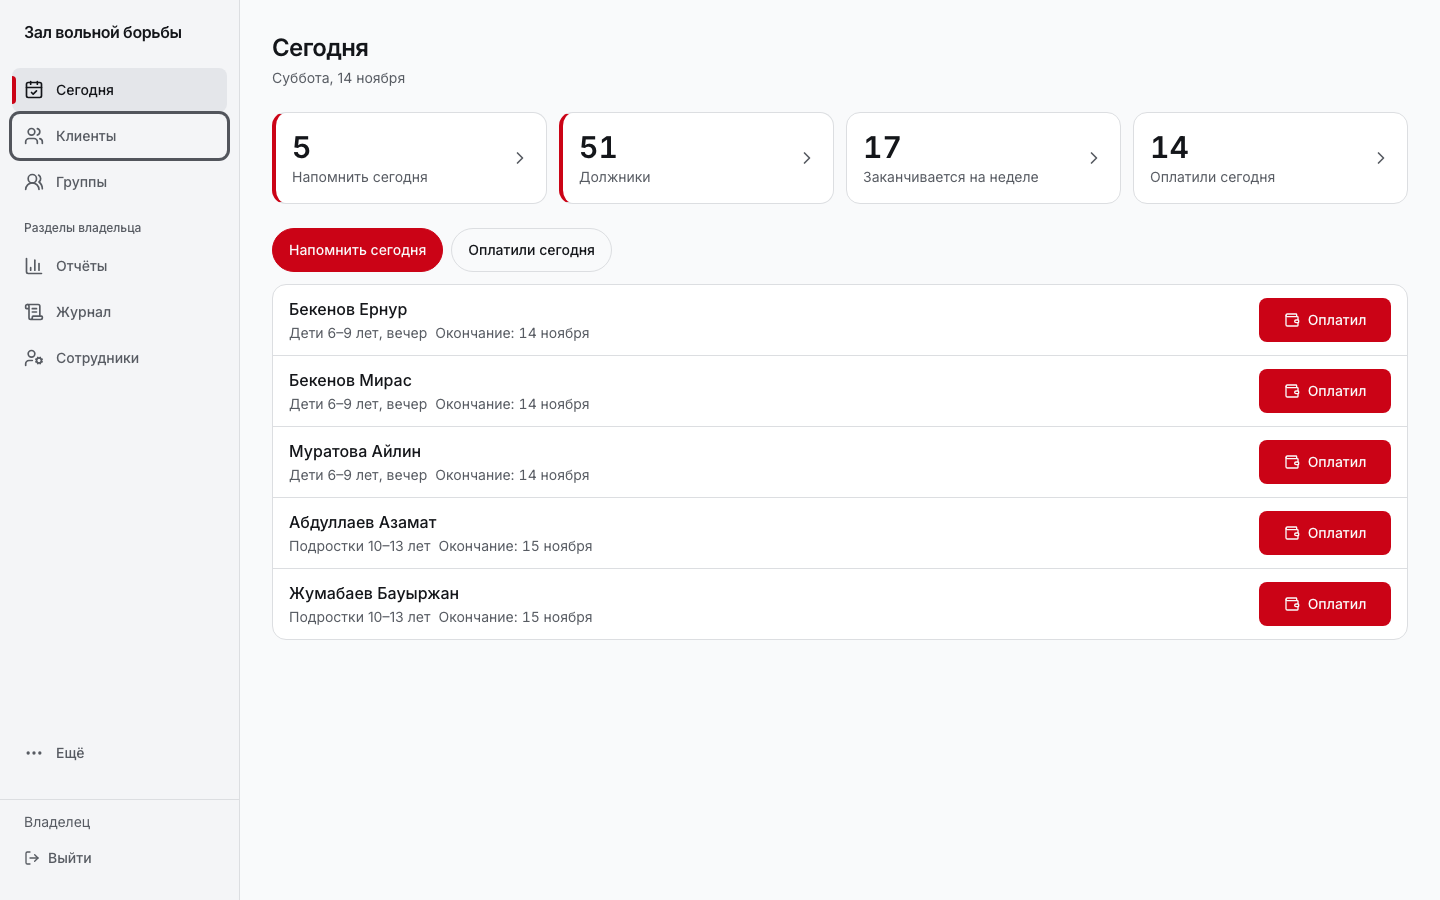 Зал вольной борьбы
Сегодня
Клиенты
Группы
Разделы владельца
Отчёты
Журнал
Сотрудники
Ещё
Владелец
Выйти
Сегодня
Суббота, 14 ноября
5
Напомнить сегодня
51
Должники
17
Заканчивается на неделе
14
Оплатили сегодня
Напомнить сегодня
Оплатили сегодня
Бекенов Ернур
Дети 6–9 лет, вечер Окончание: 14 ноября
Оплатил
Бекенов Мирас
Дети 6–9 лет, вечер Окончание: 14 ноября
Оплатил
Муратова Айлин
Дети 6–9 лет, вечер Окончание: 14 ноября
Оплатил
Абдуллаев Азамат
Подростки 10–13 лет Окончание: 15 ноября
Оплатил
Жумабаев Бауыржан
Подростки 10–13 лет Окончание: 15 ноября
Оплатил